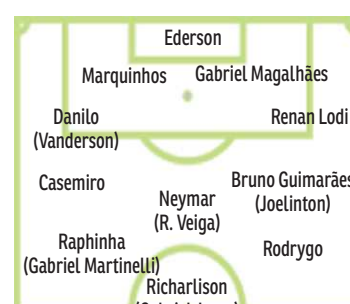 Ederson
Marquinhos
Gabriel Magalhães
Danilo
(Vanderson)
Renan Lodi
Casemiro
Neymar
(R. Veiga)
Bruno Guimarães
(Joelinton)
Raphinha
(Gabriel Martinelli)
Rodrygo
Richarlison